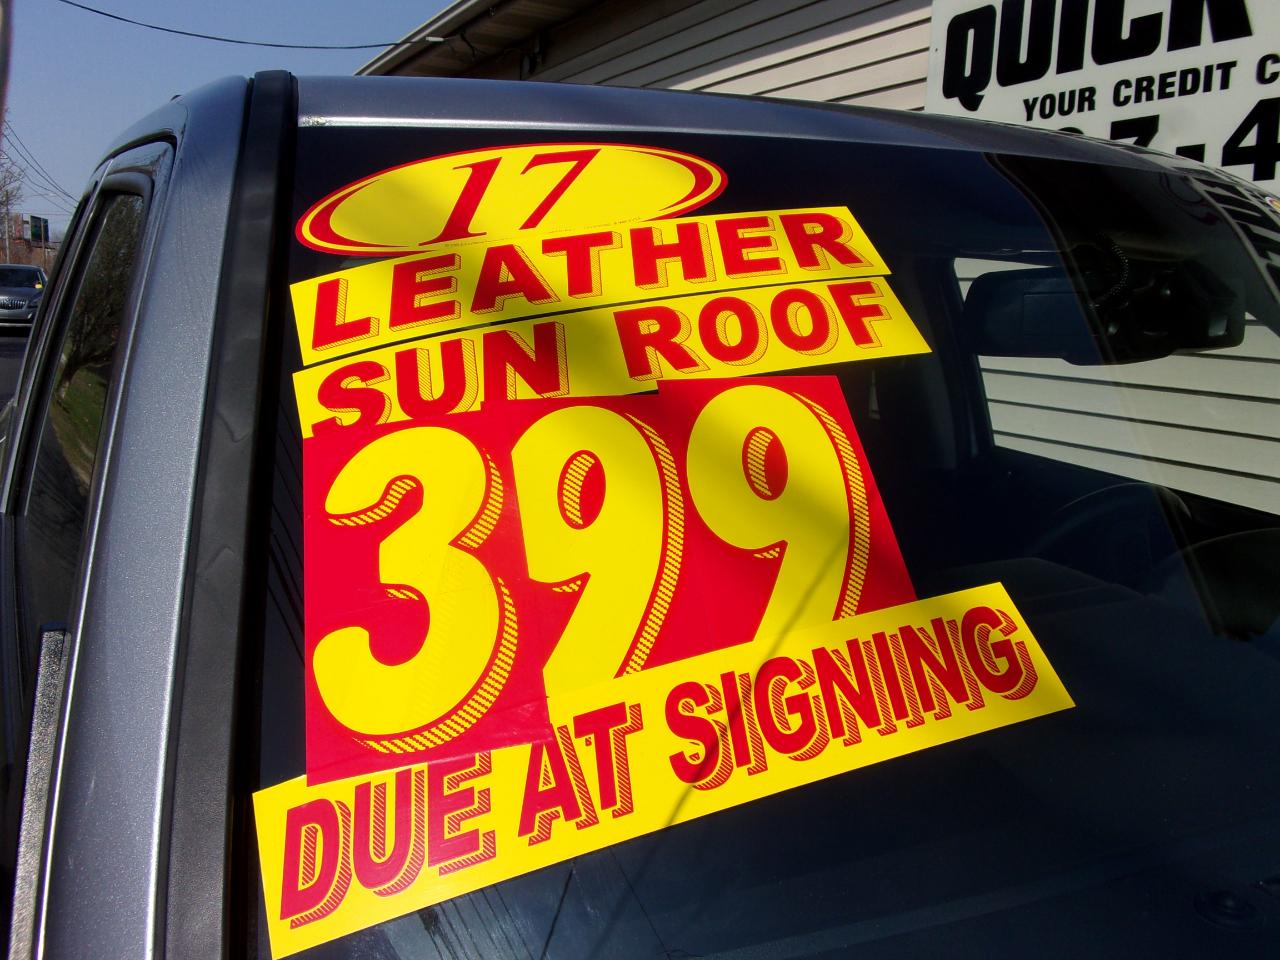 QUICK
YOUR CREDIT
17
LEATHER
SUN ROOF
399
DUE AT SIGNING